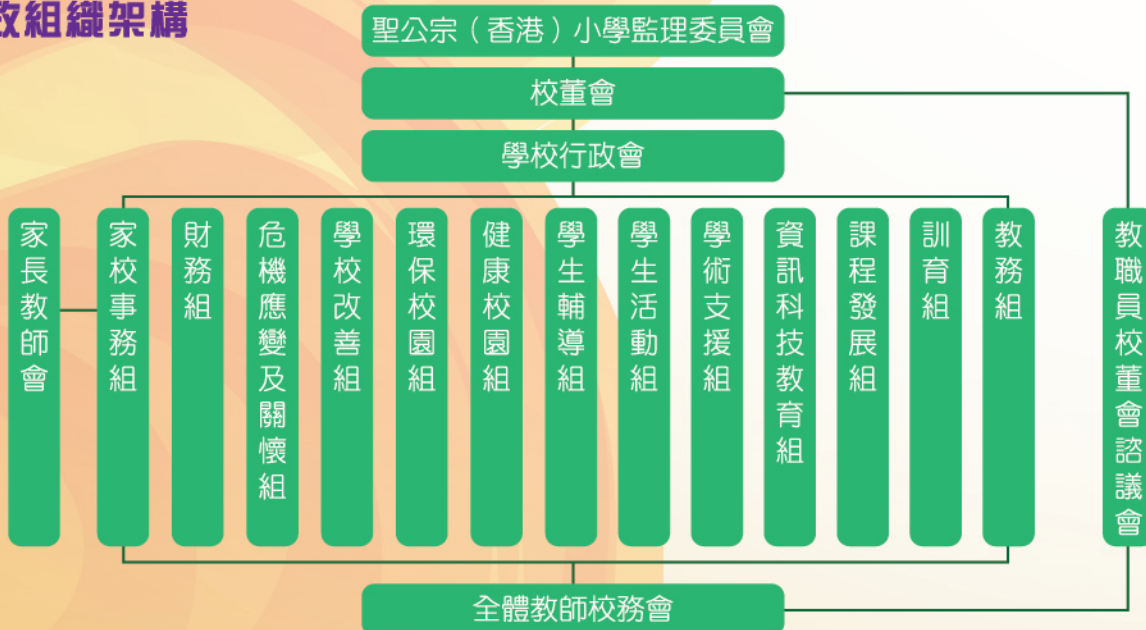 政組織架構
聖公宗（香港）小學監理委員會
校董會
學校行政會
家長教師會
家校事務組
財務組
危機應變及關懷組
學校改善組
環保校園組
健康校園組
學生輔導組
學生活動組
學術支援組
資訊科技教育組
課程發展組
訓育組
教務組
教職員校董會諮議會
全體教師校務會